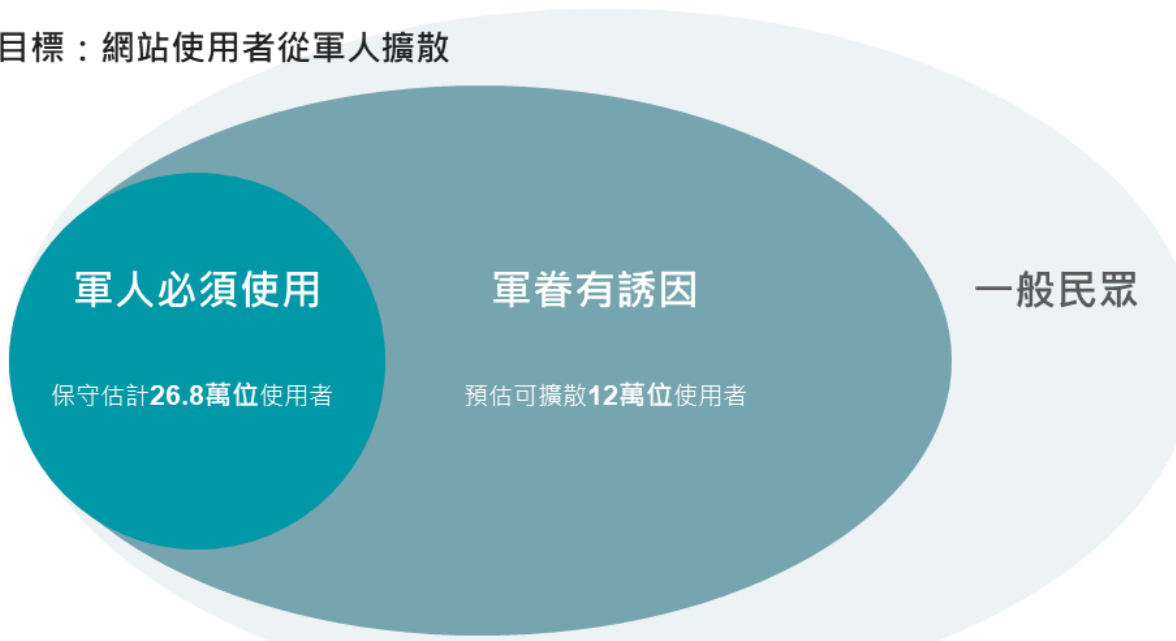 目標：網站使用者從軍人擴散
軍人必須使用
軍眷有誘因
一般民眾
保守估計26.8萬位使用者
預估可擴散12萬位使用者